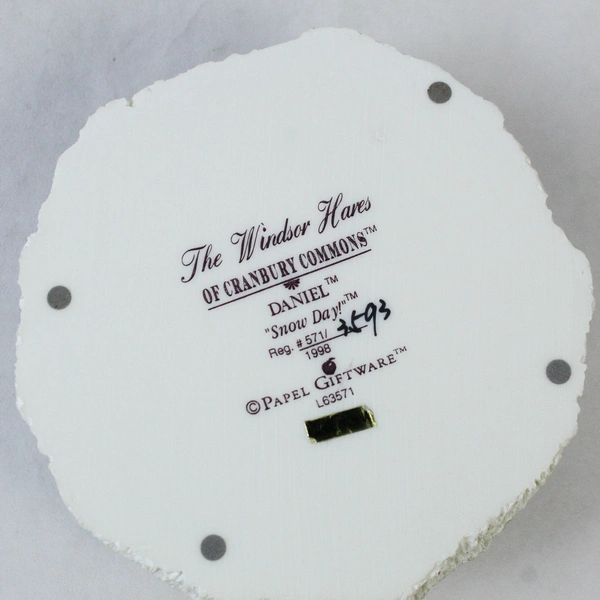 The Windsor Hares
OF CRANBURY COMMONS™
DANIEL™
"Snow Day!"™
Reg. # 571/ 3593
1998
©PAPEL GIFTWARE™
L63571